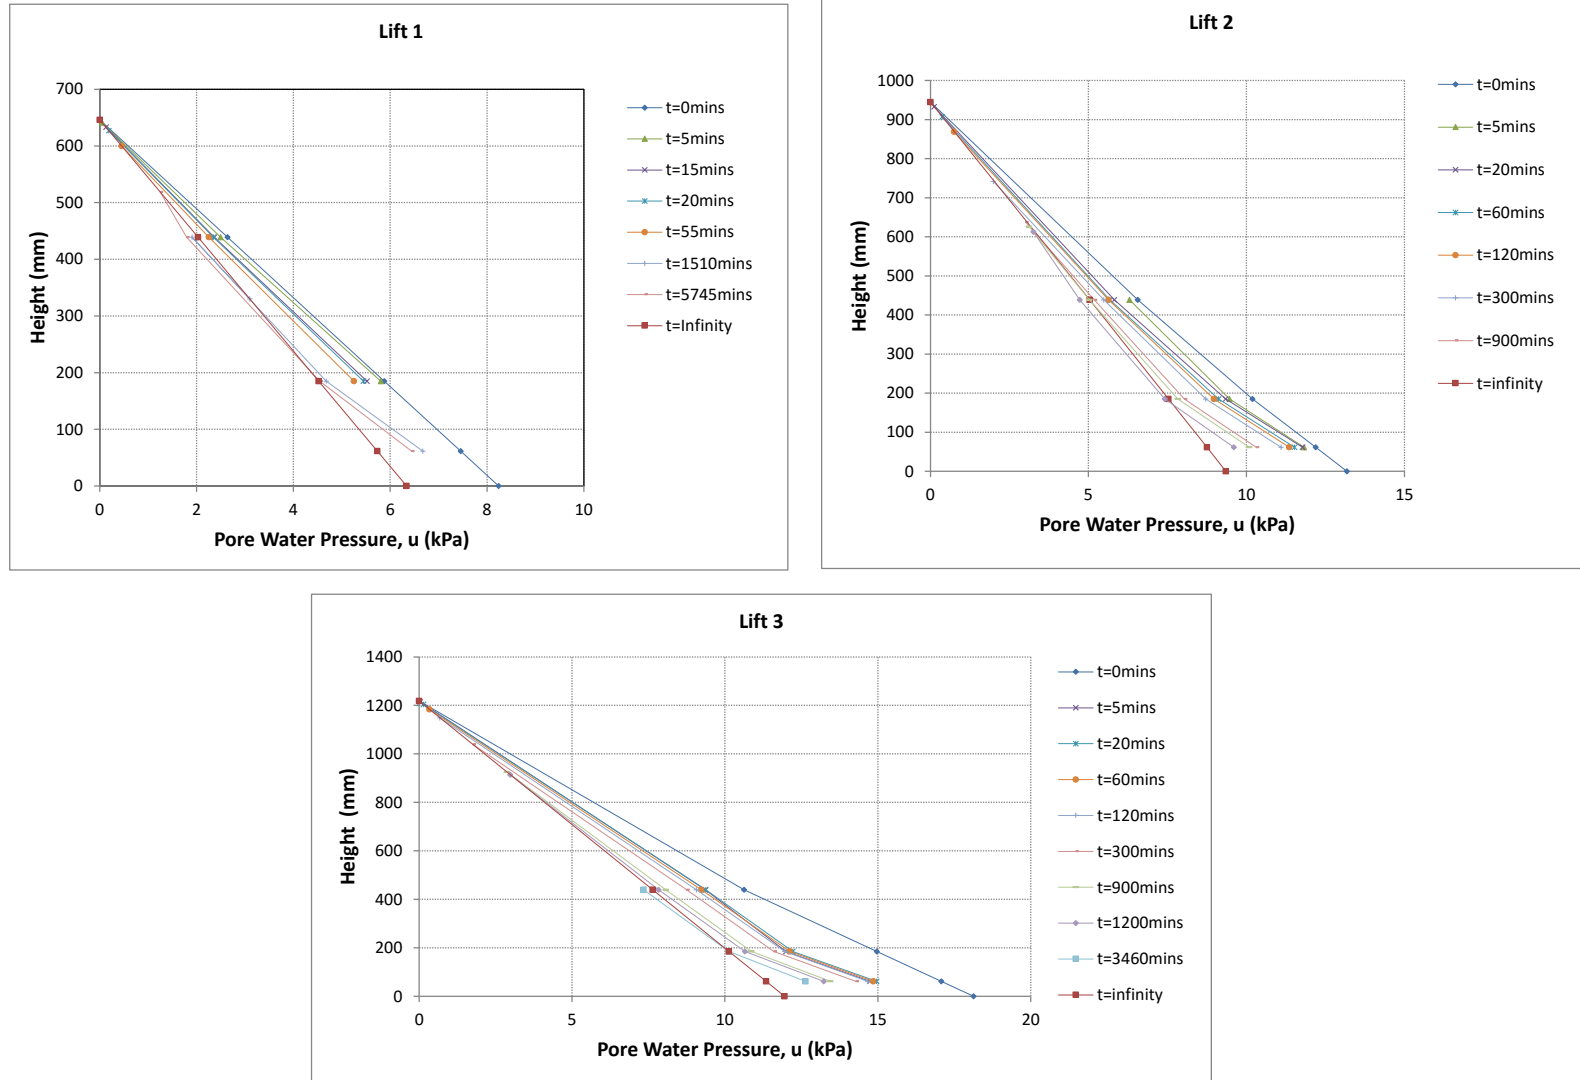 Lift 1
700
600
500
400
300
200
100
0
Height (mm)
0 2 4 6 8 10
Pore Water Pressure, u (kPa)
t=0mins
t=5mins
t=15mins
t=20mins
t=55mins
t=1510mins
t=5745mins
t=Infinity
Lift 2
1000
900
800
700
600
500
400
300
200
100
0
Height (mm)
0 5 10 15
Pore Water Pressure, u (kPa)
t=0mins
t=5mins
t=20mins
t=60mins
t=120mins
t=300mins
t=900mins
t=infinity
Lift 3
1400
1200
1000
800
600
400
200
0
Height (mm)
0 5 10 15 20
Pore Water Pressure, u (kPa)
t=0mins
t=5mins
t=20mins
t=60mins
t=120mins
t=300mins
t=900mins
t=1200mins
t=3460mins
t=infinity